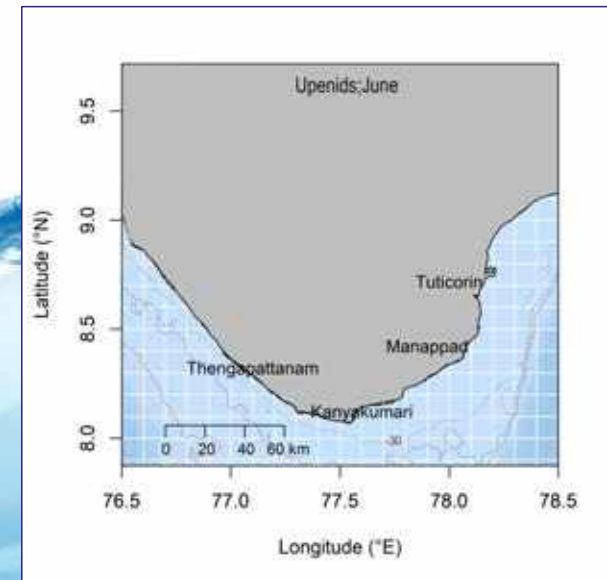 Upenids;June
9.5
9.0
8.5
8.0
Latitude (°N)
Tuticorin
Manappad
Thengapattanam
Kanyakumari
-30
0 20 40 60 km
76.5 77.0 77.5 78.0 78.5
Longitude (°E)